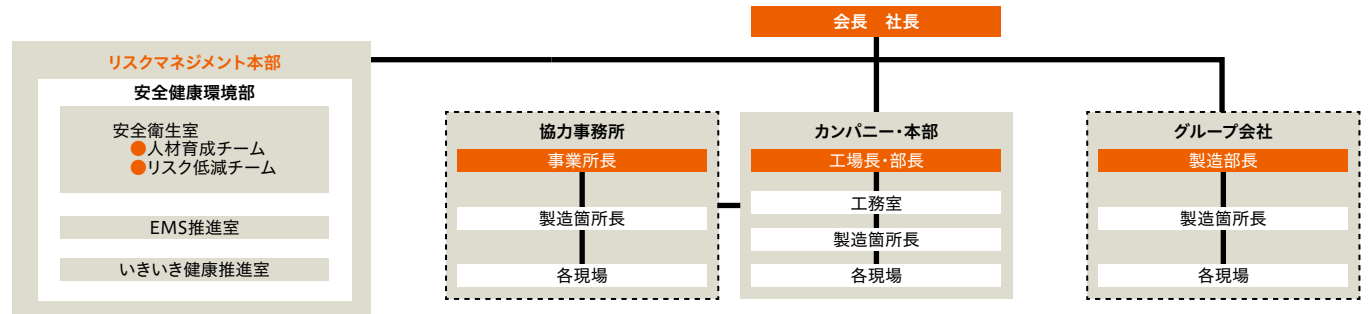 会長　社長
リスクマネジメント本部
安全健康環境部
安全衛生室
●人材育成チーム
●リスク低減チーム
EMS推進室
いきいき健康推進室
協力事務所
事業所長
製造箇所長
各現場
カンパニー・本部
工場長・部長
工務室
製造箇所長
各現場
グループ会社
製造部長
製造箇所長
各現場